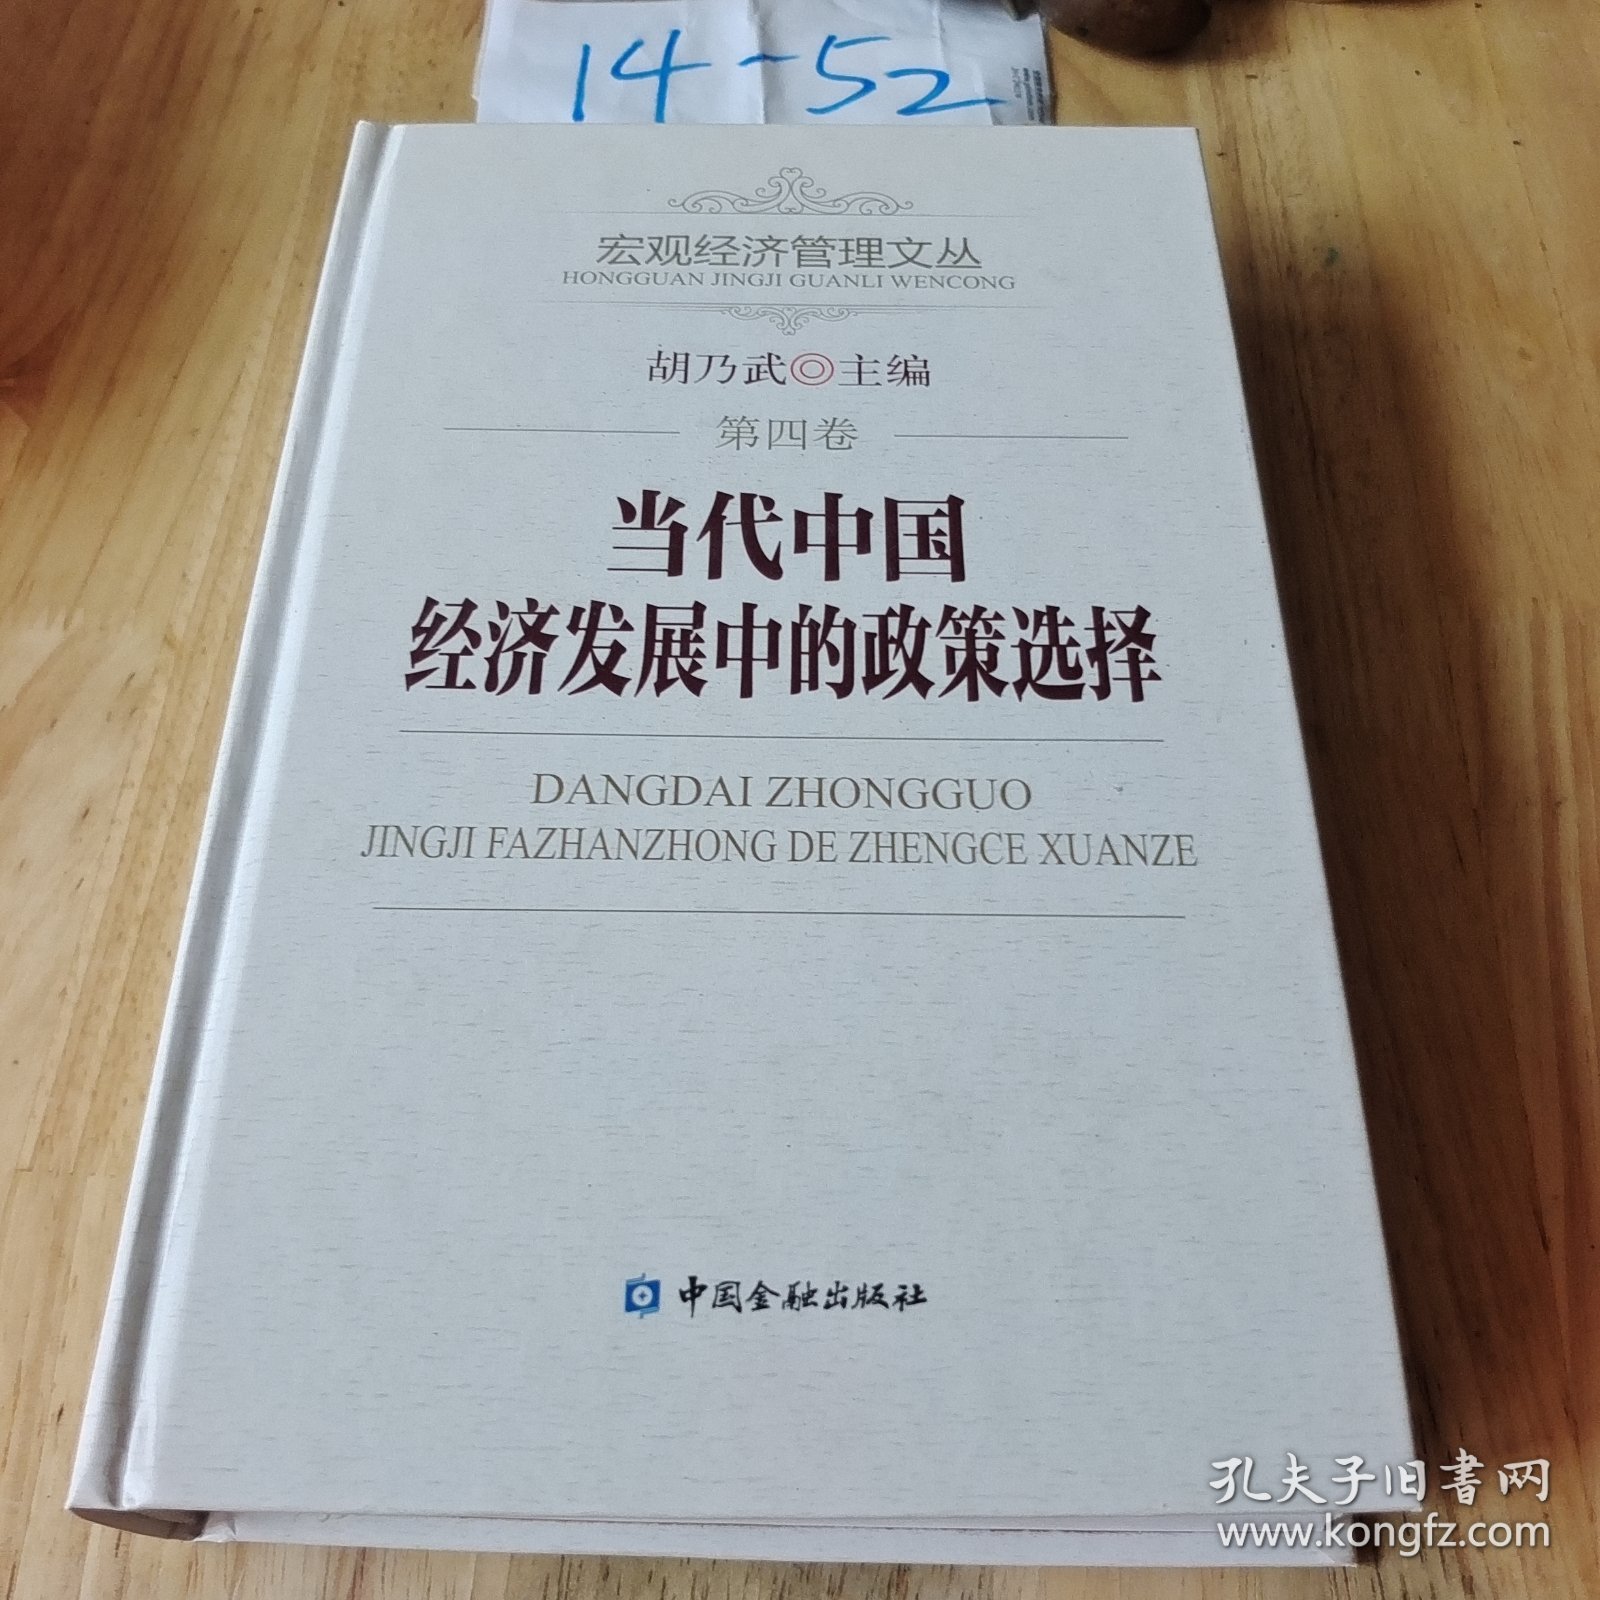 14-52
宏观经济管理文丛
HONGGUAN JINGJI GUANLI WENCONG
胡乃武◎主编
第四卷
当代中国
经济发展中的政策选择
DANGDAI ZHONGGUO
JINGJI FAZHANZHONG DE ZHENGCE XUANZE
中国金融出版社
孔夫子旧书网
www.kongfz.com